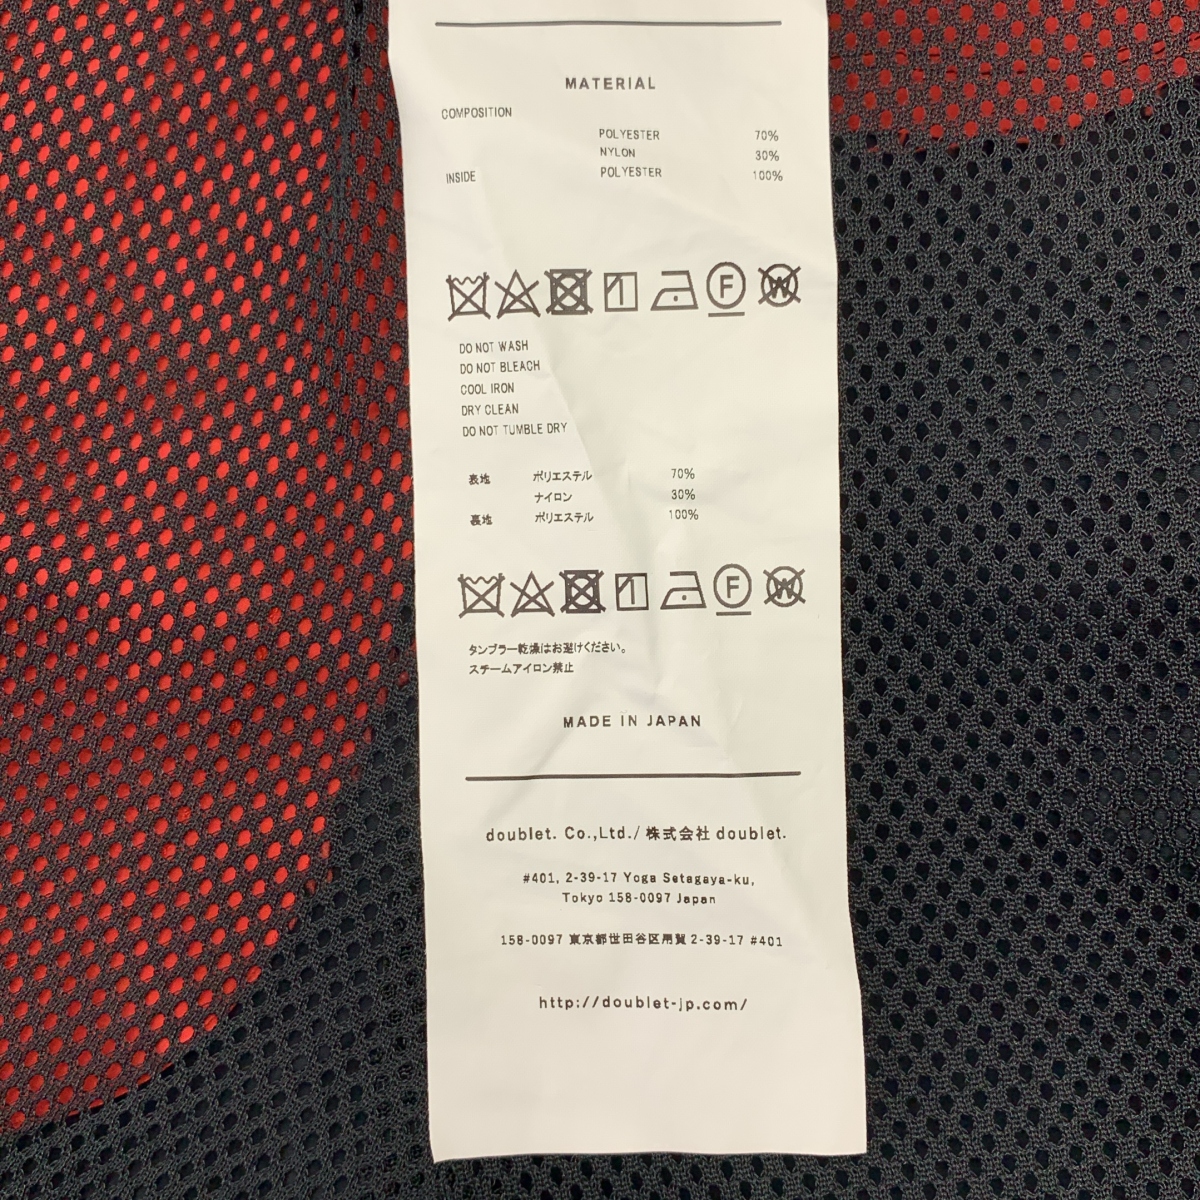 MATERIAL
COMPOSITION
POLYESTER 70%
NYLON 30%
INSIDE POLYESTER 100%
F W
DO NOT WASH
DO NOT BLEACH
COOL IRON
DRY CLEAN
DO NOT TUMBLE DRY
表地 ポリエステル 70%
ナイロン 30%
裏地 ポリエステル 100%
F W
タンブラー乾燥はお避けください。
スチームアイロン禁止
MADE IN JAPAN
doublet. Co.,Ltd./ 株式会社 doublet.
#401, 2-39-17 Yoga Setagaya-ku,
Tokyo 158-0097 Japan
158-0097 東京都世田谷区用賀 2-39-17 #401
http://doublet-jp.com/